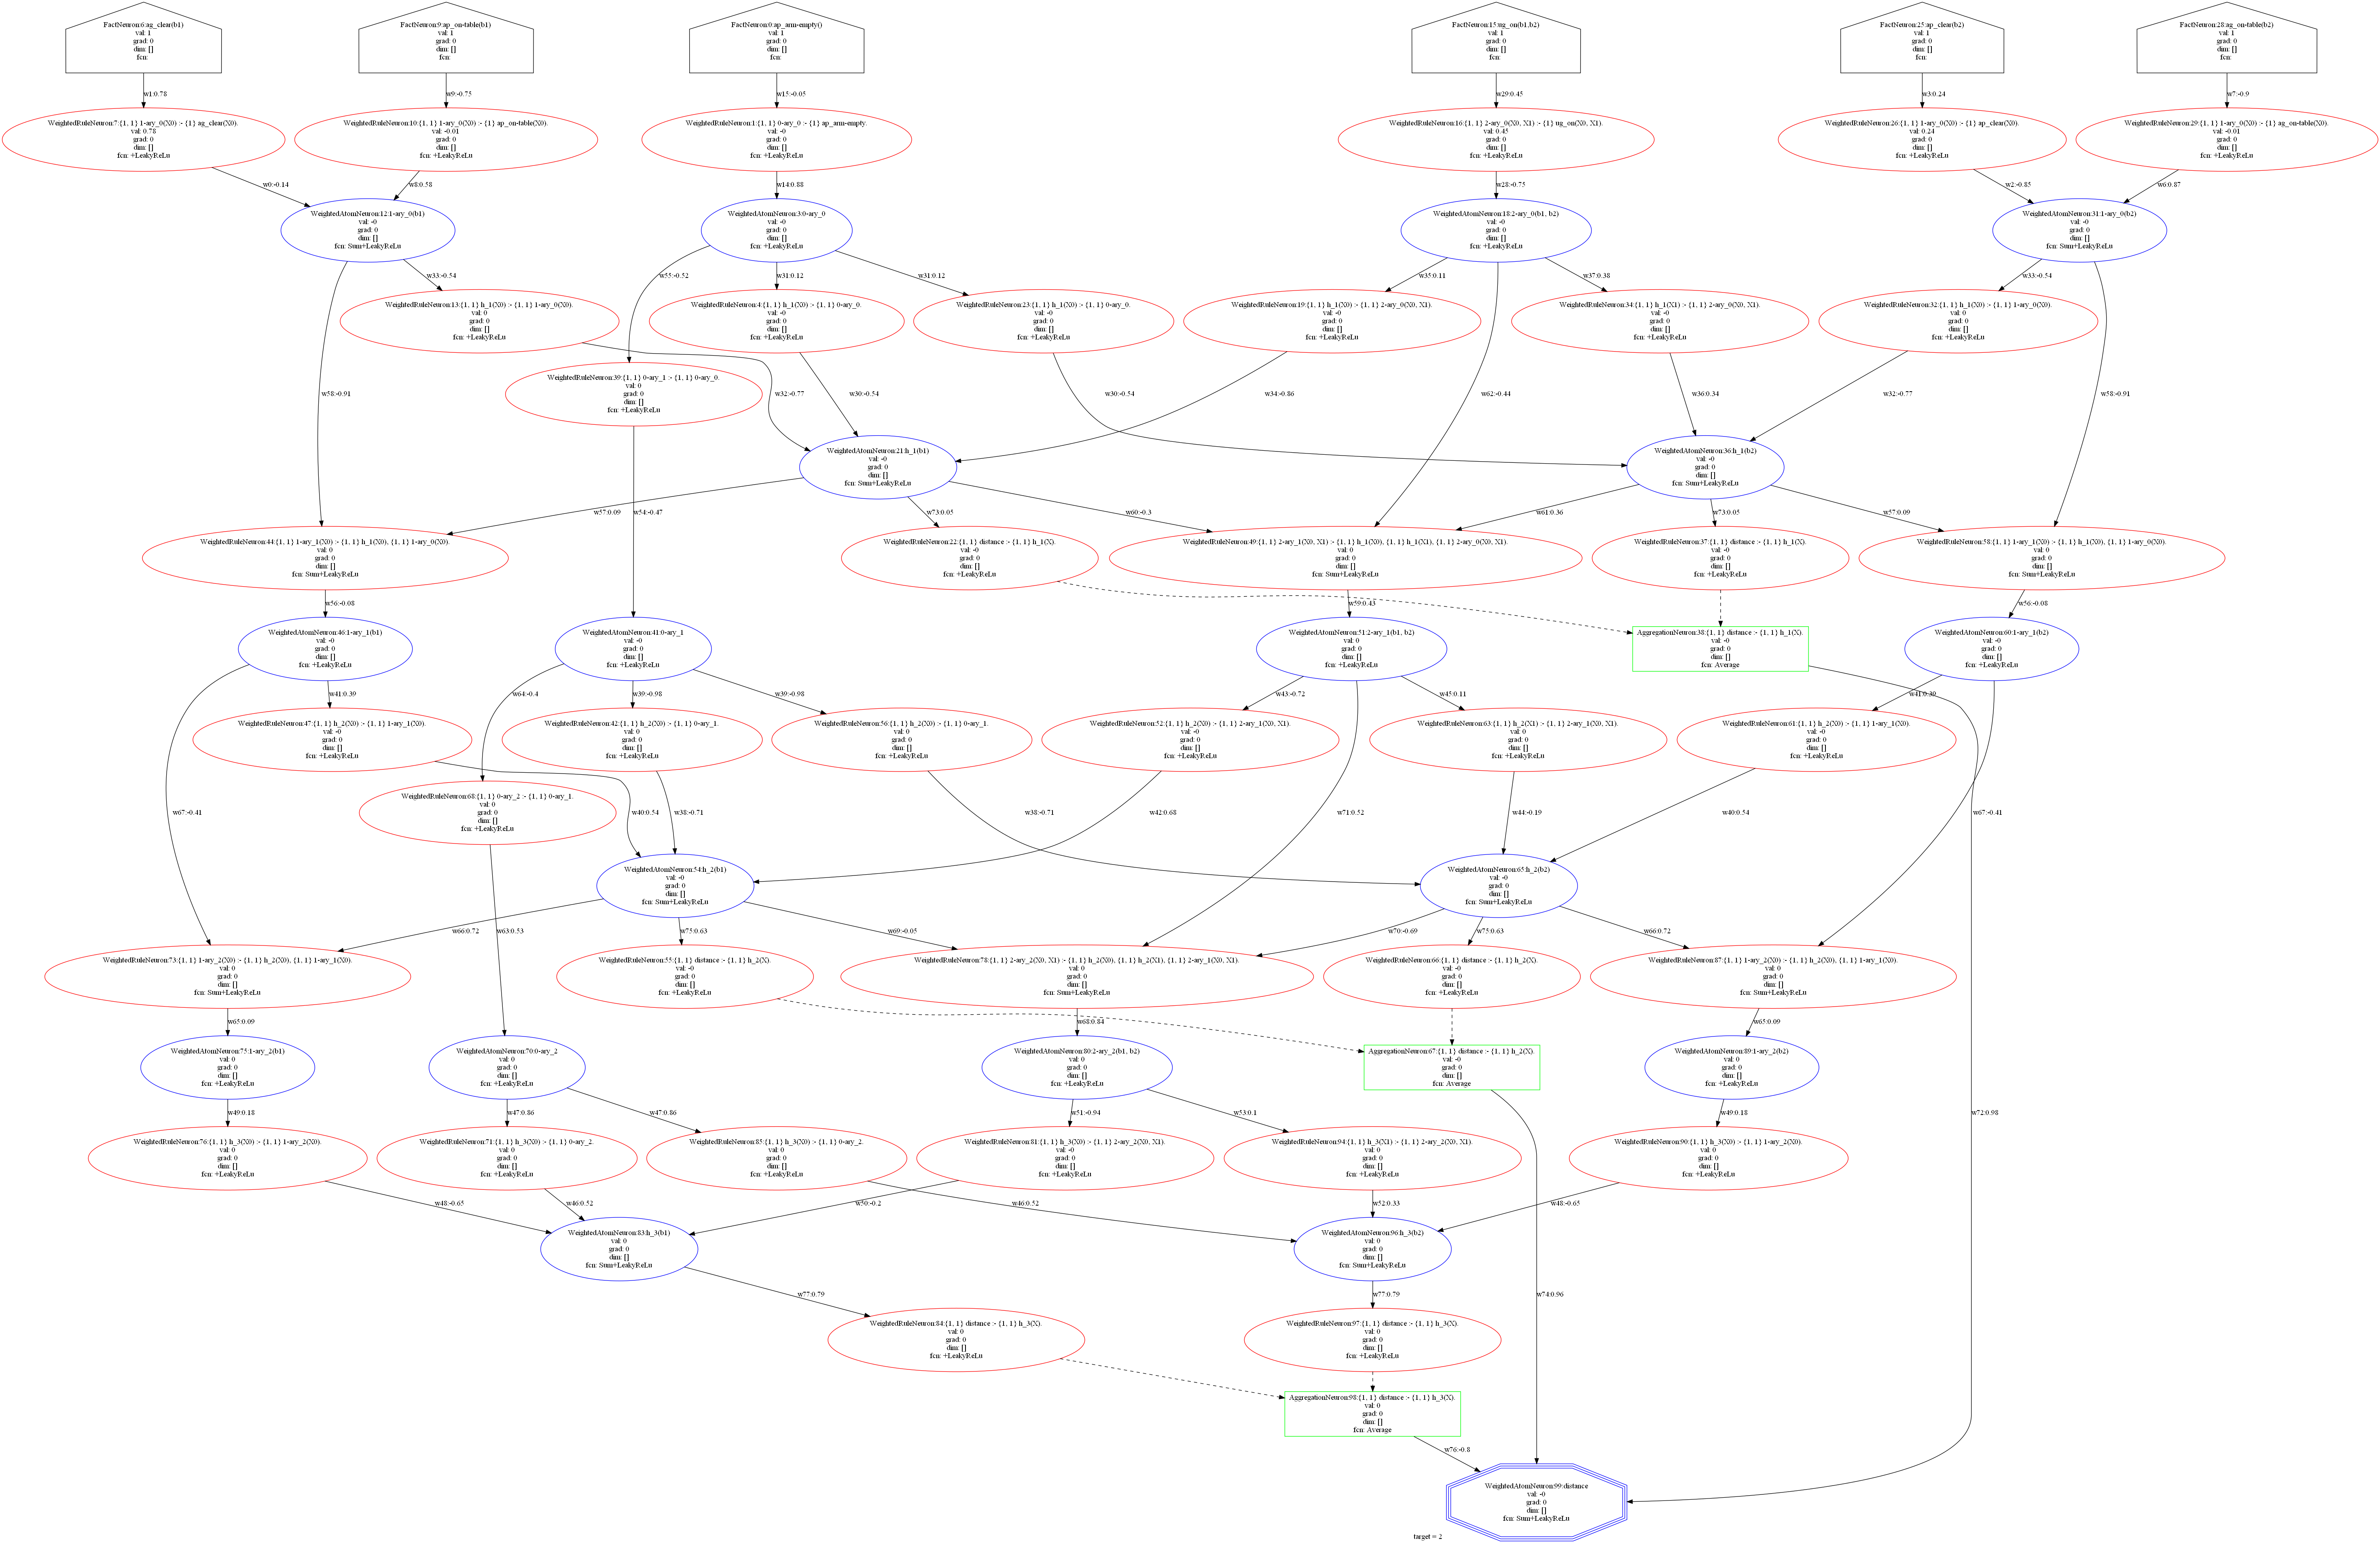 FactNeuron:6:ag_clear(b1)
val: 1
grad: 0
dim: []
fcn:
FactNeuron:9:ap_on-table(b1)
val: 1
grad: 0
dim: []
fcn:
FactNeuron:0:ap_arm-empty()
val: 1
grad: 0
dim: []
fcn:
FactNeuron:15:ug_on(b1,b2)
val: 1
grad: 0
dim: []
fcn:
FactNeuron:25:ap_clear(b2)
val: 1
grad: 0
dim: []
fcn:
FactNeuron:28:ag_on-table(b2)
val: 1
grad: 0
dim: []
fcn:
w1:0.78
w9:-0.75
w15:-0.05
w29:0.45
w3:0.24
w7:-0.9
WeightedRuleNeuron:7:{1, 1} 1-ary_0(X0) :- {1} ag_clear(X0).
val: 0.78
grad: 0
dim: []
fcn: +LeakyReLu
WeightedRuleNeuron:10:{1, 1} 1-ary_0(X0) :- {1} ap_on-table(X0).
val: -0.01
grad: 0
dim: []
fcn: +LeakyReLu
WeightedRuleNeuron:1:{1, 1} 0-ary_0 :- {1} ap_arm-empty.
val: -0
grad: 0
dim: []
fcn: +LeakyReLu
WeightedRuleNeuron:16:{1, 1} 2-ary_0(X0, X1) :- {1} ug_on(X0, X1).
val: 0.45
grad: 0
dim: []
fcn: +LeakyReLu
WeightedRuleNeuron:26:{1, 1} 1-ary_0(X0) :- {1} ap_clear(X0).
val: 0.24
grad: 0
dim: []
fcn: +LeakyReLu
WeightedRuleNeuron:29:{1, 1} 1-ary_0(X0) :- {1} ag_on-table(X0).
val: -0.01
grad: 0
dim: []
fcn: +LeakyReLu
w0:-0.14
w8:0.58
w14:0.88
w28:-0.75
w2:-0.85
w6:0.87
WeightedAtomNeuron:12:1-ary_0(b1)
val: -0
grad: 0
dim: []
fcn: Sum+LeakyReLu
WeightedAtomNeuron:3:0-ary_0
val: -0
grad: 0
dim: []
fcn: +LeakyReLu
WeightedAtomNeuron:18:2-ary_0(b1, b2)
val: -0
grad: 0
dim: []
fcn: +LeakyReLu
WeightedAtomNeuron:31:1-ary_0(b2)
val: -0
grad: 0
dim: []
fcn: Sum+LeakyReLu
w33:-0.54
w55:-0.52
w31:0.12
w31:0.12
w35:0.11
w37:0.38
w33:-0.54
WeightedRuleNeuron:13:{1, 1} h_1(X0) :- {1, 1} 1-ary_0(X0).
val: 0
grad: 0
dim: []
fcn: +LeakyReLu
WeightedRuleNeuron:4:{1, 1} h_1(X0) :- {1, 1} 0-ary_0.
val: -0
grad: 0
dim: []
fcn: +LeakyReLu
WeightedRuleNeuron:23:{1, 1} h_1(X0) :- {1, 1} 0-ary_0.
val: -0
grad: 0
dim: []
fcn: +LeakyReLu
WeightedRuleNeuron:19:{1, 1} h_1(X0) :- {1, 1} 2-ary_0(X0, X1).
val: -0
grad: 0
dim: []
fcn: +LeakyReLu
WeightedRuleNeuron:34:{1, 1} h_1(X1) :- {1, 1} 2-ary_0(X0, X1).
val: -0
grad: 0
dim: []
fcn: +LeakyReLu
WeightedRuleNeuron:32:{1, 1} h_1(X0) :- {1, 1} 1-ary_0(X0).
val: 0
grad: 0
dim: []
fcn: +LeakyReLu
WeightedRuleNeuron:39:{1, 1} 0-ary_1 :- {1, 1} 0-ary_0.
val: 0
grad: 0
dim: []
fcn: +LeakyReLu
w58:-0.91
w32:-0.77
w30:-0.54
w30:-0.54
w34:-0.86
w62:-0.44
w36:0.34
w32:-0.77
w58:-0.91
WeightedAtomNeuron:21:h_1(b1)
val: -0
grad: 0
dim: []
fcn: Sum+LeakyReLu
WeightedAtomNeuron:36:h_1(b2)
val: -0
grad: 0
dim: []
fcn: Sum+LeakyReLu
w57:0.09
w54:-0.47
w73:0.05
w60:-0.3
w61:0.36
w73:0.05
w57:0.09
WeightedRuleNeuron:44:{1, 1} 1-ary_1(X0) :- {1, 1} h_1(X0), {1, 1} 1-ary_0(X0).
val: 0
grad: 0
dim: []
fcn: Sum+LeakyReLu
WeightedRuleNeuron:22:{1, 1} distance :- {1, 1} h_1(X).
val: -0
grad: 0
dim: []
fcn: +LeakyReLu
WeightedRuleNeuron:49:{1, 1} 2-ary_1(X0, X1) :- {1, 1} h_1(X0), {1, 1} h_1(X1), {1, 1} 2-ary_0(X0, X1).
val: 0
grad: 0
dim: []
fcn: Sum+LeakyReLu
WeightedRuleNeuron:37:{1, 1} distance :- {1, 1} h_1(X).
val: -0
grad: 0
dim: []
fcn: +LeakyReLu
WeightedRuleNeuron:58:{1, 1} 1-ary_1(X0) :- {1, 1} h_1(X0), {1, 1} 1-ary_0(X0).
val: 0
grad: 0
dim: []
fcn: Sum+LeakyReLu
w56:-0.08
w59:0.43
w56:-0.08
WeightedAtomNeuron:46:1-ary_1(b1)
val: -0
grad: 0
dim: []
fcn: +LeakyReLu
WeightedAtomNeuron:41:0-ary_1
val: -0
grad: 0
dim: []
fcn: +LeakyReLu
WeightedAtomNeuron:51:2-ary_1(b1, b2)
val: 0
grad: 0
dim: []
fcn: +LeakyReLu
AggregationNeuron:38:{1, 1} distance :- {1, 1} h_1(X).
val: -0
grad: 0
dim: []
fcn: Average
WeightedAtomNeuron:60:1-ary_1(b2)
val: -0
grad: 0
dim: []
fcn: +LeakyReLu
w41:0.39
w64:-0.4
w39:-0.98
w39:-0.98
w43:-0.72
w45:0.11
w41:0.39
WeightedRuleNeuron:47:{1, 1} h_2(X0) :- {1, 1} 1-ary_1(X0).
val: -0
grad: 0
dim: []
fcn: +LeakyReLu
WeightedRuleNeuron:42:{1, 1} h_2(X0) :- {1, 1} 0-ary_1.
val: 0
grad: 0
dim: []
fcn: +LeakyReLu
WeightedRuleNeuron:56:{1, 1} h_2(X0) :- {1, 1} 0-ary_1.
val: 0
grad: 0
dim: []
fcn: +LeakyReLu
WeightedRuleNeuron:52:{1, 1} h_2(X0) :- {1, 1} 2-ary_1(X0, X1).
val: -0
grad: 0
dim: []
fcn: +LeakyReLu
WeightedRuleNeuron:63:{1, 1} h_2(X1) :- {1, 1} 2-ary_1(X0, X1).
val: 0
grad: 0
dim: []
fcn: +LeakyReLu
WeightedRuleNeuron:61:{1, 1} h_2(X0) :- {1, 1} 1-ary_1(X0).
val: -0
grad: 0
dim: []
fcn: +LeakyReLu
WeightedRuleNeuron:68:{1, 1} 0-ary_2 :- {1, 1} 0-ary_1.
val: 0
grad: 0
dim: []
fcn: +LeakyReLu
w67:-0.41
w40:0.54
w38:-0.71
w38:-0.71
w42:0.68
w71:0.52
w44:-0.19
w40:0.54
w67:-0.41
WeightedAtomNeuron:54:h_2(b1)
val: -0
grad: 0
dim: []
fcn: Sum+LeakyReLu
WeightedAtomNeuron:65:h_2(b2)
val: -0
grad: 0
dim: []
fcn: Sum+LeakyReLu
w66:0.72
w63:0.53
w75:0.63
w69:-0.05
w70:-0.69
w75:0.63
w66:0.72
WeightedRuleNeuron:73:{1, 1} 1-ary_2(X0) :- {1, 1} h_2(X0), {1, 1} 1-ary_1(X0).
val: 0
grad: 0
dim: []
fcn: Sum+LeakyReLu
WeightedRuleNeuron:55:{1, 1} distance :- {1, 1} h_2(X).
val: -0
grad: 0
dim: []
fcn: +LeakyReLu
WeightedRuleNeuron:78:{1, 1} 2-ary_2(X0, X1) :- {1, 1} h_2(X0), {1, 1} h_2(X1), {1, 1} 2-ary_1(X0, X1).
val: 0
grad: 0
dim: []
fcn: Sum+LeakyReLu
WeightedRuleNeuron:66:{1, 1} distance :- {1, 1} h_2(X).
val: -0
grad: 0
dim: []
fcn: +LeakyReLu
WeightedRuleNeuron:87:{1, 1} 1-ary_2(X0) :- {1, 1} h_2(X0), {1, 1} 1-ary_1(X0).
val: 0
grad: 0
dim: []
fcn: Sum+LeakyReLu
w65:0.09
w68:0.84
w65:0.09
WeightedAtomNeuron:75:1-ary_2(b1)
val: 0
grad: 0
dim: []
fcn: +LeakyReLu
WeightedAtomNeuron:70:0-ary_2
val: 0
grad: 0
dim: []
fcn: +LeakyReLu
WeightedAtomNeuron:80:2-ary_2(b1, b2)
val: 0
grad: 0
dim: []
fcn: +LeakyReLu
AggregationNeuron:67:{1, 1} distance :- {1, 1} h_2(X).
val: -0
grad: 0
dim: []
fcn: Average
WeightedAtomNeuron:89:1-ary_2(b2)
val: 0
grad: 0
dim: []
fcn: +LeakyReLu
w49:0.18
w47:0.86
w47:0.86
w51:-0.94
w53:0.1
w49:0.18
w72:0.98
WeightedRuleNeuron:76:{1, 1} h_3(X0) :- {1, 1} 1-ary_2(X0).
val: 0
grad: 0
dim: []
fcn: +LeakyReLu
WeightedRuleNeuron:71:{1, 1} h_3(X0) :- {1, 1} 0-ary_2.
val: 0
grad: 0
dim: []
fcn: +LeakyReLu
WeightedRuleNeuron:85:{1, 1} h_3(X0) :- {1, 1} 0-ary_2.
val: 0
grad: 0
dim: []
fcn: +LeakyReLu
WeightedRuleNeuron:81:{1, 1} h_3(X0) :- {1, 1} 2-ary_2(X0, X1).
val: -0
grad: 0
dim: []
fcn: +LeakyReLu
WeightedRuleNeuron:94:{1, 1} h_3(X1) :- {1, 1} 2-ary_2(X0, X1).
val: 0
grad: 0
dim: []
fcn: +LeakyReLu
WeightedRuleNeuron:90:{1, 1} h_3(X0) :- {1, 1} 1-ary_2(X0).
val: 0
grad: 0
dim: []
fcn: +LeakyReLu
w48:-0.65
w46:0.52
w50:-0.2
w46:0.52
w52:0.33
w48:-0.65
WeightedAtomNeuron:83:h_3(b1)
val: 0
grad: 0
dim: []
fcn: Sum+LeakyReLu
WeightedAtomNeuron:96:h_3(b2)
val: 0
grad: 0
dim: []
fcn: Sum+LeakyReLu
w77:0.79
w77:0.79
w74:0.96
WeightedRuleNeuron:84:{1, 1} distance :- {1, 1} h_3(X).
val: 0
grad: 0
dim: []
fcn: +LeakyReLu
WeightedRuleNeuron:97:{1, 1} distance :- {1, 1} h_3(X).
val: 0
grad: 0
dim: []
fcn: +LeakyReLu
AggregationNeuron:98:{1, 1} distance :- {1, 1} h_3(X).
val: 0
grad: 0
dim: []
fcn: Average
w76:-0.8
WeightedAtomNeuron:99:distance
val: -0
grad: 0
dim: []
fcn: Sum+LeakyReLu
target = 2